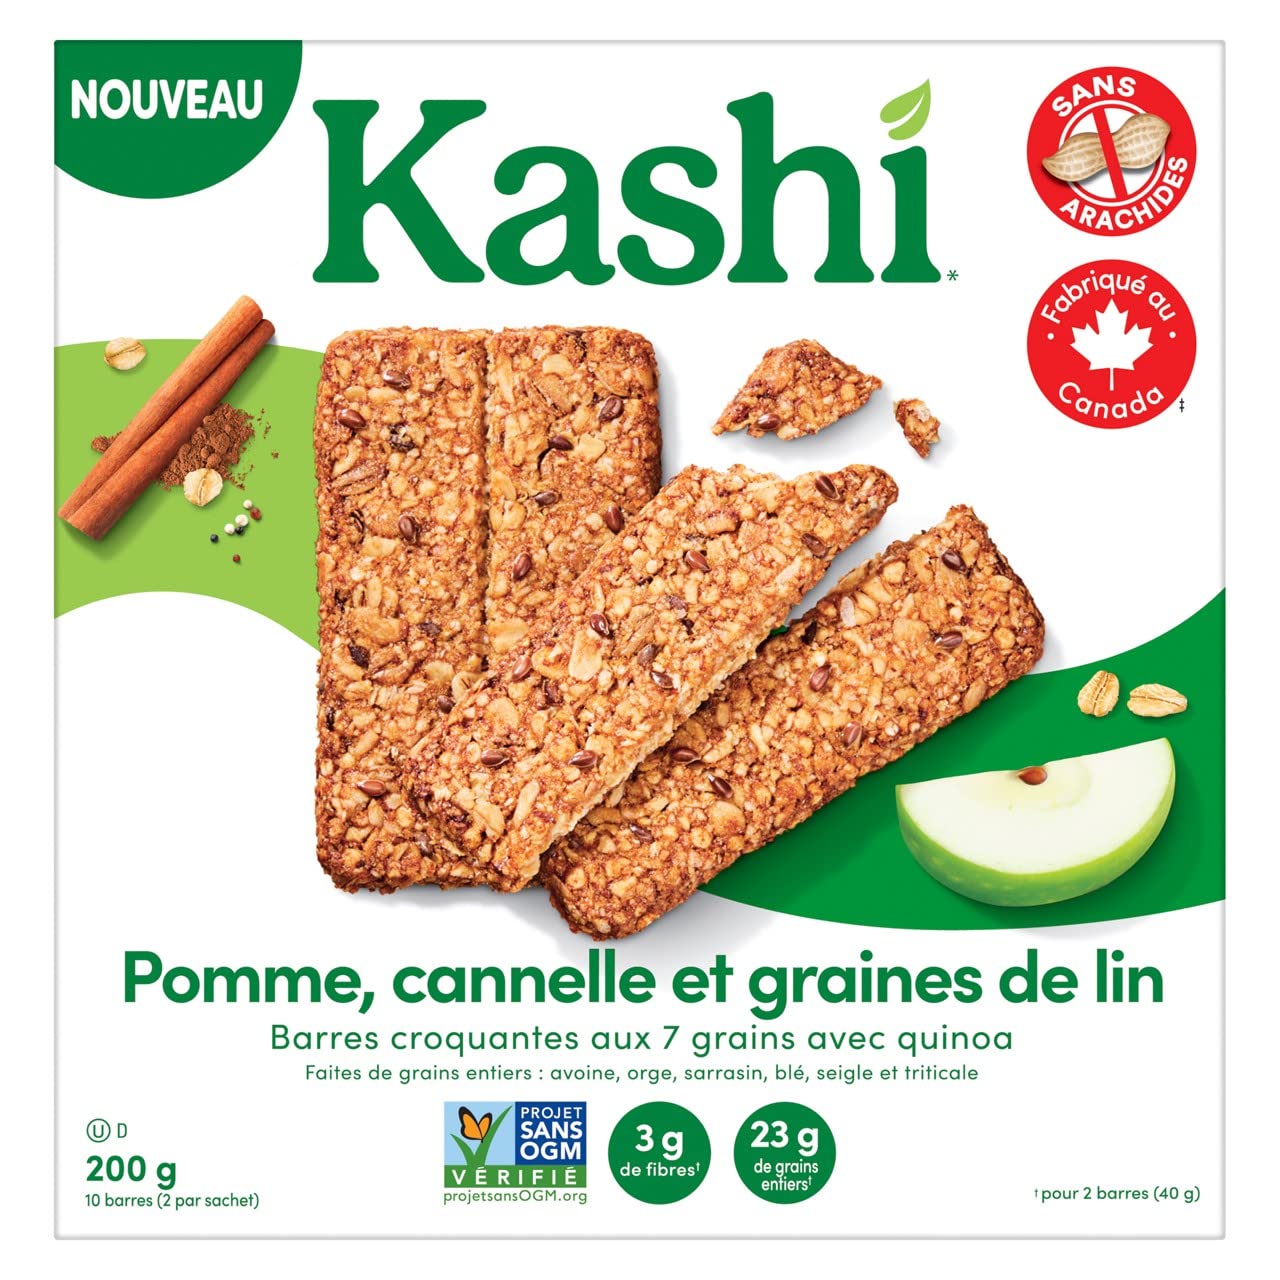 NOUVEAU
Kashi*
SANS
ARACHIDES
Fabriqué au
Canada
‡
Pomme, cannelle et graines de lin
Barres croquantes aux 7 grains avec quinoa
Faites de grains entiers : avoine, orge, sarrasin, blé, seigle et triticale
U D
200 g
10 barres (2 par sachet)
PROJET
SANS
OGM
VÉRIFIÉ
projetsansOGM.org
3 g
de fibres†
23 g
de grains
entiers†
†pour 2 barres (40 g)